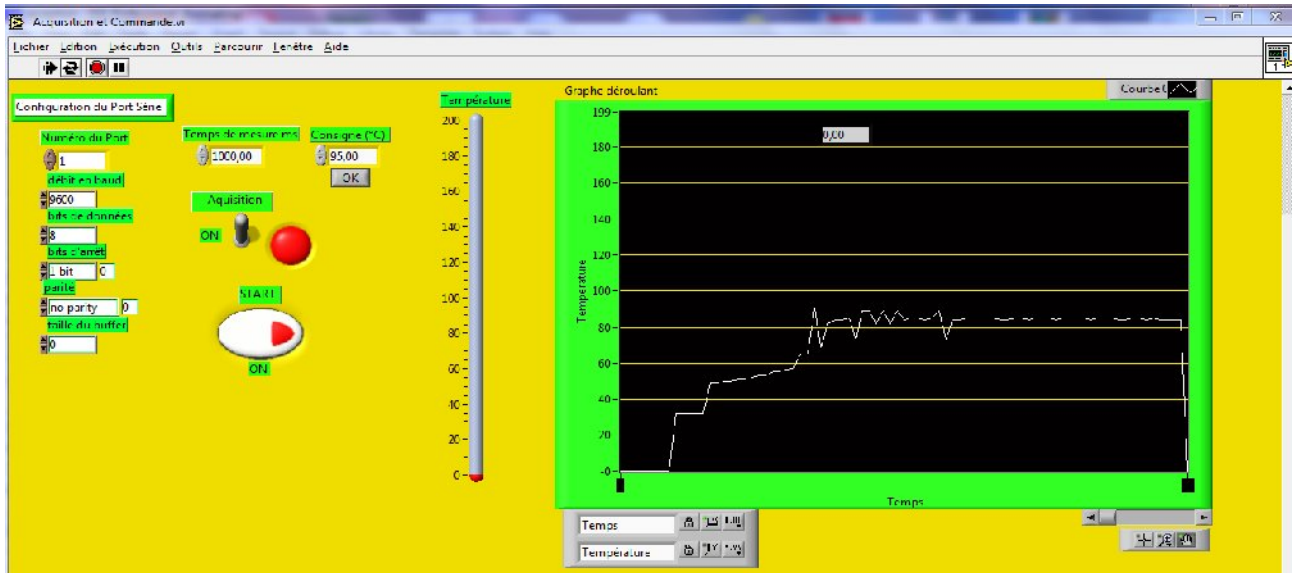 Acquisition et Commande.vi
Fichier Edition Exécution Outils Parcourir Fenêtre Aide
1
Configuration du Port Série
Numéro du Port
1
débit en baud
9600
bits de données
8
bits d'arrêt
1 bit 0
parité
no parity 0
taille du buffer
0
Temps de mesure ms
1000,00
Consigne (°C)
95,00
OK
Aquisition
ON
START
ON
Température
200
180
160
140
120
100
80
60
40
20
0
Graphe déroulant
Courbe 0
0,00
199
180
160
140
120
100
80
60
40
20
-0
Température
Temps
Temps
Température